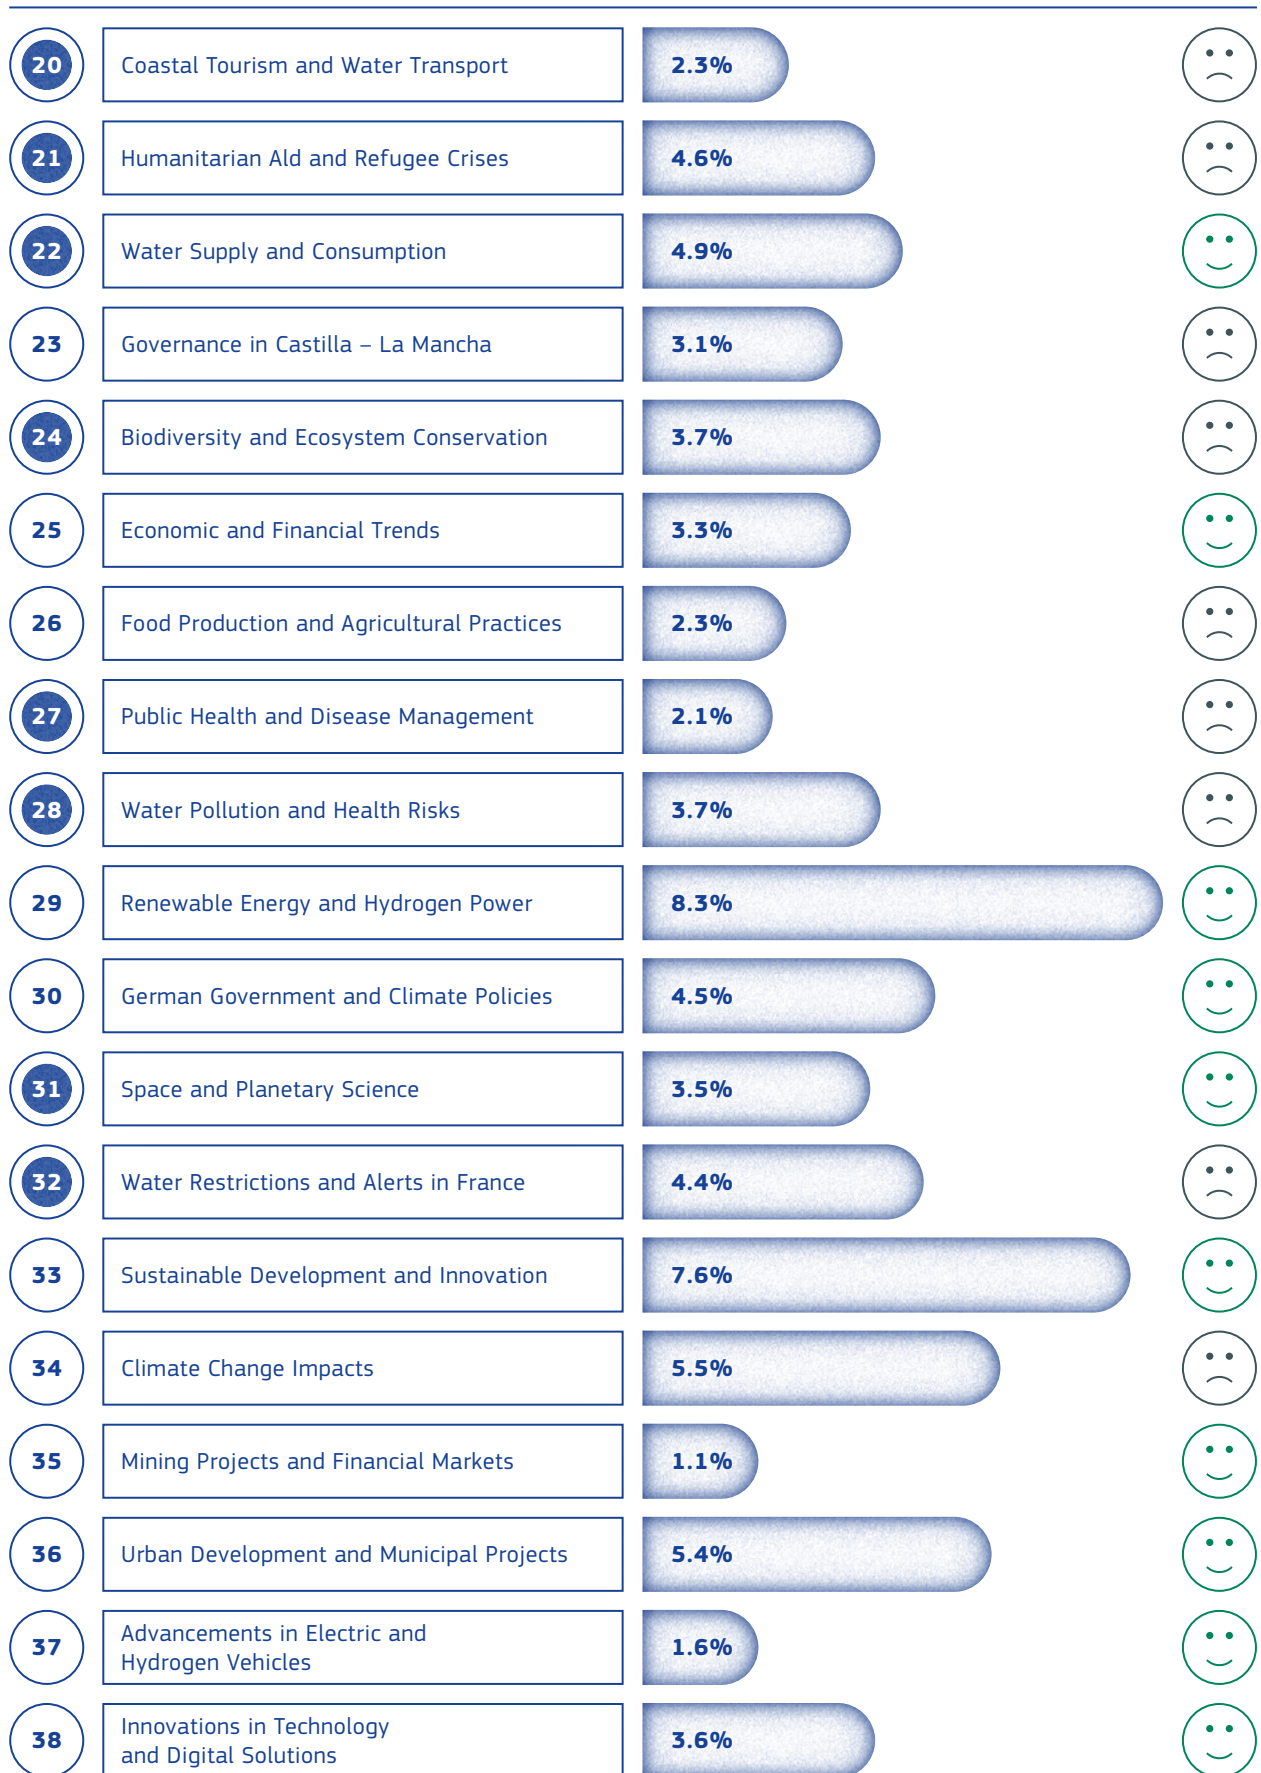 20 Coastal Tourism and Water Transport 2.3%
21 Humanitarian Ald and Refugee Crises 4.6%
22 Water Supply and Consumption 4.9%
23 Governance in Castilla – La Mancha 3.1%
24 Biodiversity and Ecosystem Conservation 3.7%
25 Economic and Financial Trends 3.3%
26 Food Production and Agricultural Practices 2.3%
27 Public Health and Disease Management 2.1%
28 Water Pollution and Health Risks 3.7%
29 Renewable Energy and Hydrogen Power 8.3%
30 German Government and Climate Policies 4.5%
31 Space and Planetary Science 3.5%
32 Water Restrictions and Alerts in France 4.4%
33 Sustainable Development and Innovation 7.6%
34 Climate Change Impacts 5.5%
35 Mining Projects and Financial Markets 1.1%
36 Urban Development and Municipal Projects 5.4%
37 Advancements in Electric and
Hydrogen Vehicles 1.6%
38 Innovations in Technology
and Digital Solutions 3.6%